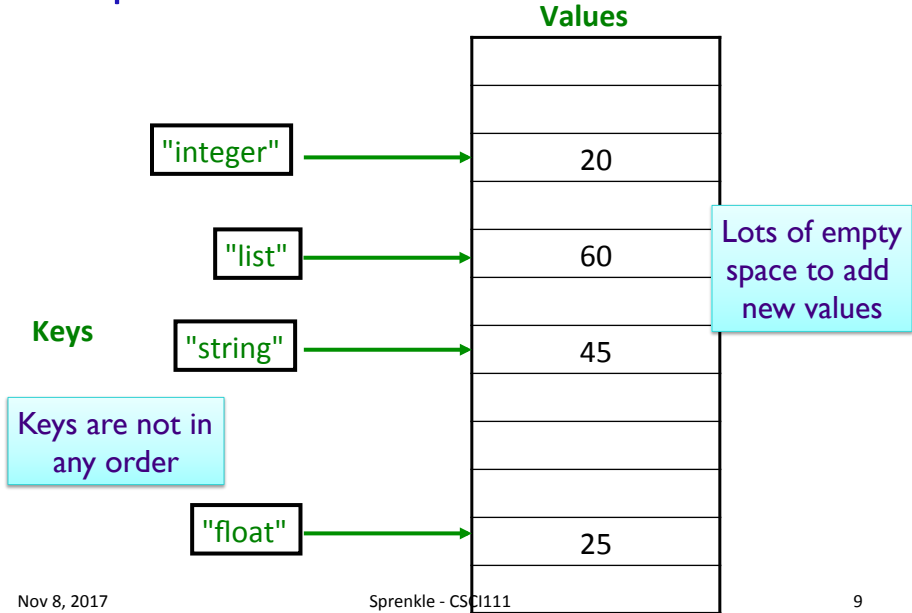 Values
"integer"
20
"list"
60
Lots of empty
space to add
new values
Keys
"string"
45
Keys are not in
any order
"float"
25
Nov 8, 2017
Sprenkle - CSCI111
9